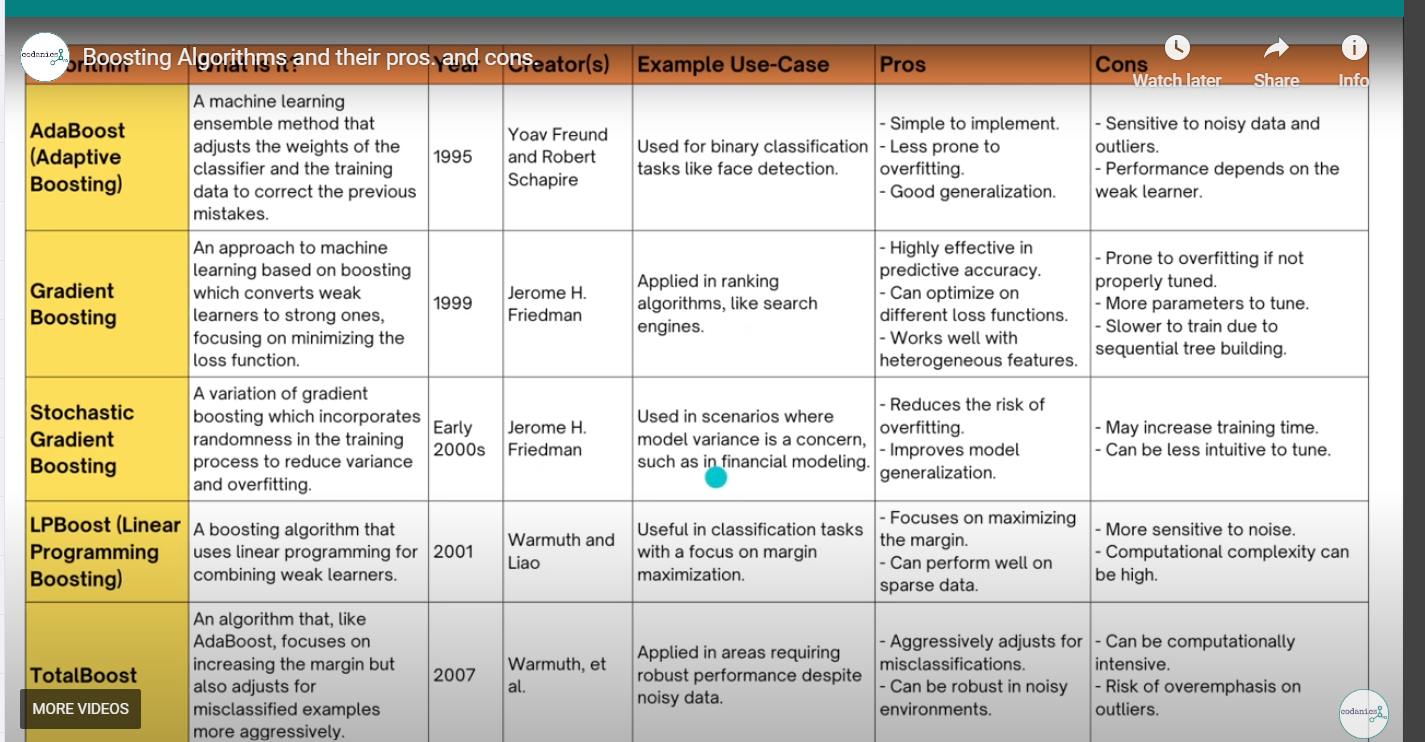 codanics
Boosting Algorithms and their pros. and cons.
Watch later
Share
Info
Year
Creator(s)
Example Use-Case
Pros
Cons
AdaBoost
(Adaptive
Boosting)
A machine learning
ensemble method that
adjusts the weights of the
classifier and the training
data to correct the previous
mistakes.
1995
Yoav Freund
and Robert
Schapire
Used for binary classification
tasks like face detection.
- Simple to implement.
- Less prone to
overfitting.
- Good generalization.
- Sensitive to noisy data and
outliers.
- Performance depends on the
weak learner.
Gradient
Boosting
An approach to machine
learning based on boosting
which converts weak
learners to strong ones,
focusing on minimizing the
loss function.
1999
Jerome H.
Friedman
Applied in ranking
algorithms, like search
engines.
- Highly effective in
predictive accuracy.
- Can optimize on
different loss functions.
- Works well with
heterogeneous features.
- Prone to overfitting if not
properly tuned.
- More parameters to tune.
- Slower to train due to
sequential tree building.
Stochastic
Gradient
Boosting
A variation of gradient
boosting which incorporates
randomness in the training
process to reduce variance
and overfitting.
Early
2000s
Jerome H.
Friedman
Used in scenarios where
model variance is a concern,
such as in financial modeling.
- Reduces the risk of
overfitting.
- Improves model
generalization.
- May increase training time.
- Can be less intuitive to tune.
LPBoost (Linear
Programming
Boosting)
A boosting algorithm that
uses linear programming for
combining weak learners.
2001
Warmuth and
Liao
Useful in classification tasks
with a focus on margin
maximization.
- Focuses on maximizing
the margin.
- Can perform well on
sparse data.
- More sensitive to noise.
- Computational complexity can
be high.
TotalBoost
An algorithm that, like
AdaBoost, focuses on
increasing the margin but
also adjusts for
misclassified examples
more aggressively.
2007
Warmuth, et
al.
Applied in areas requiring
robust performance despite
noisy data.
- Aggressively adjusts for
misclassifications.
- Can be robust in noisy
environments.
- Can be computationally
intensive.
- Risk of overemphasis on
outliers.
MORE VIDEOS
codanics